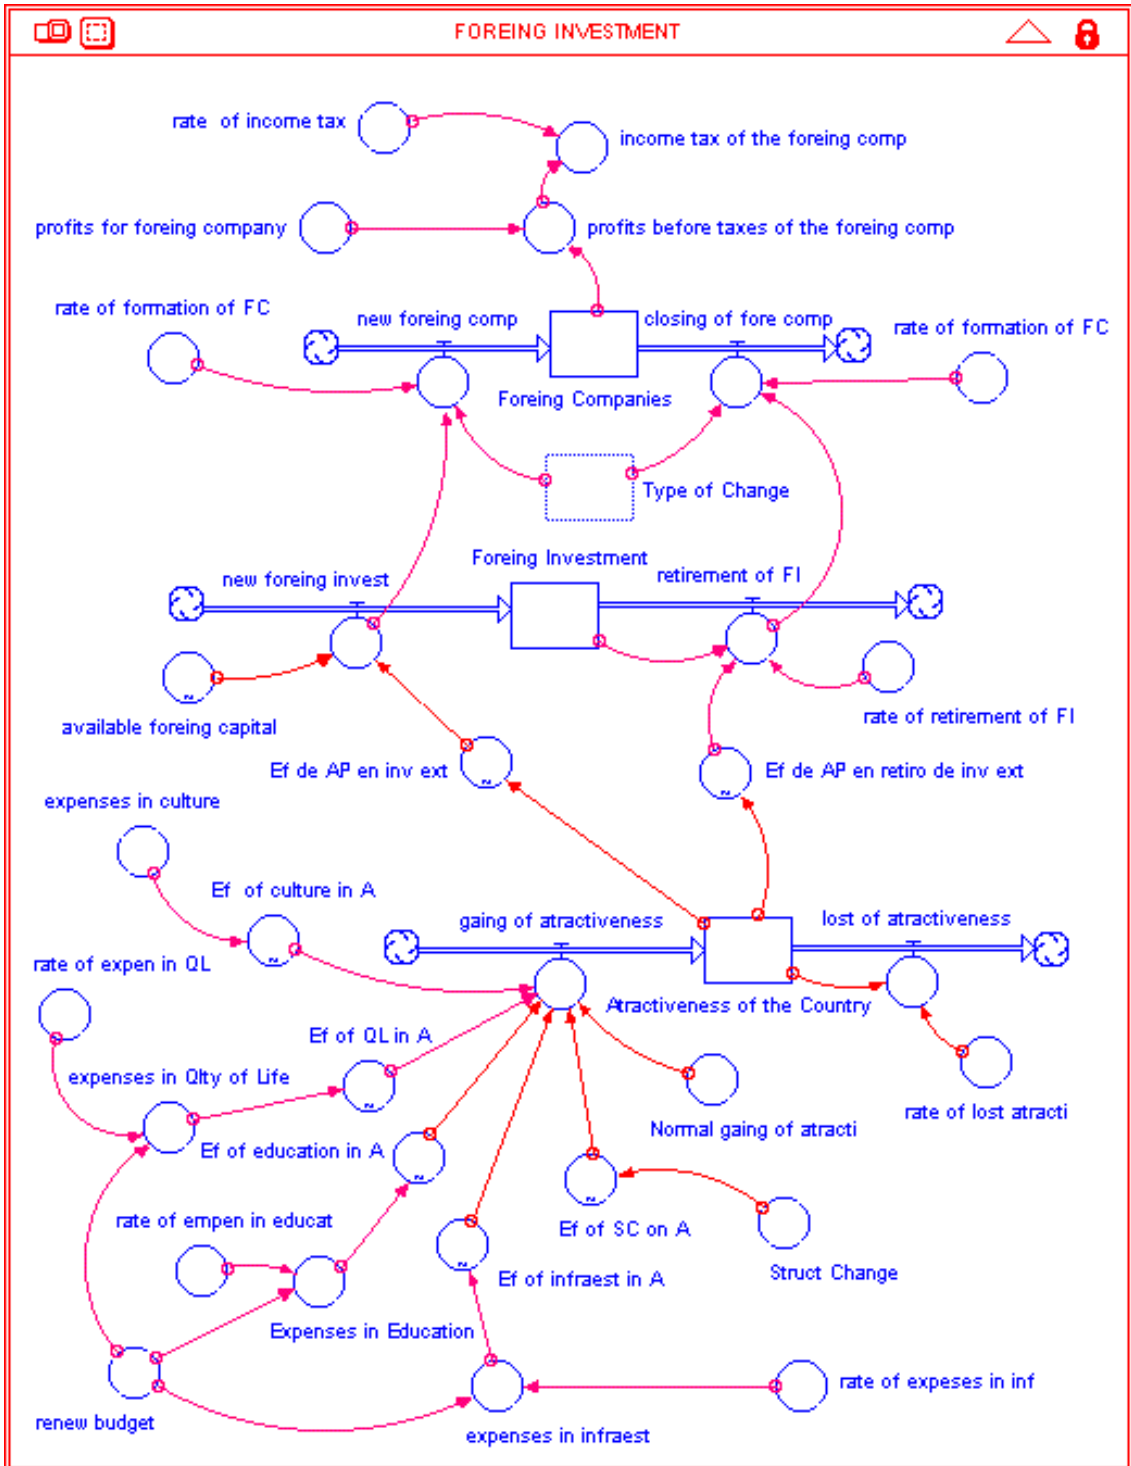 FOREING INVESTMENT
rate of income tax
income tax of the foreing comp
profits for foreing company
profits before taxes of the foreing comp
rate of formation of FC
new foreing comp
closing of fore comp
rate of formation of FC
Foreing Companies
Type of Change
Foreing Investment
new foreing invest
retirement of FI
available foreing capital
rate of retirement of FI
Ef de AP en inv ext
Ef de AP en retiro de inv ext
expenses in culture
Ef of culture in A
gaing of atractiveness
lost of atractiveness
rate of expen in QL
Atractiveness of the Country
Ef of QL in A
expenses in Qlty of Life
rate of lost atracti
Normal gaing of atracti
Ef of education in A
rate of empen in educat
Ef of SC on A
Struct Change
Ef of infraest in A
Expenses in Education
rate of expeses in inf
renew budget
expenses in infraest